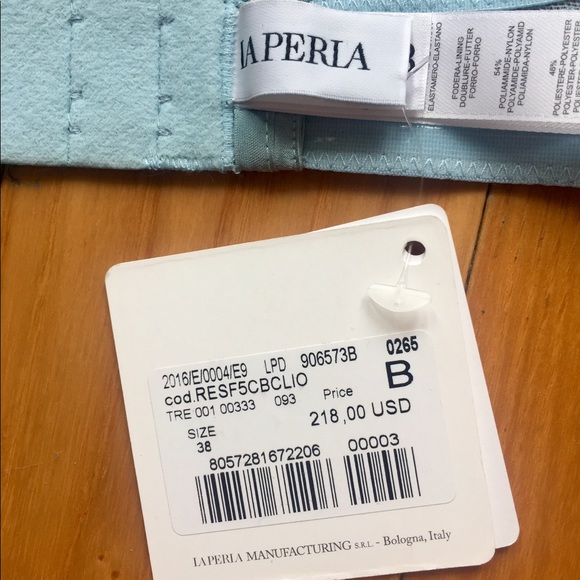 LA PERLA
B
ELASTAMERO-ELASTANO
FODERA-LINING
DOUBLURE-FUTTER
FORRO-FORRO
54%
POLIAMMIDE-NYLON
POLYAMIDE-POLYAMID
POLIAMIDA-NYLON
46%
POLIESTERE-POLYESTER
POLYESTER-POLYESTER
2016/E/0004/E9 LPD 906573B 0265
cod.RESF5CBCLIO B
TRE 001 00333 093 Price
SIZE 218,00 USD
38
8057281672206 00003
LA PERLA MANUFACTURING S.R.L. - Bologna, Italy